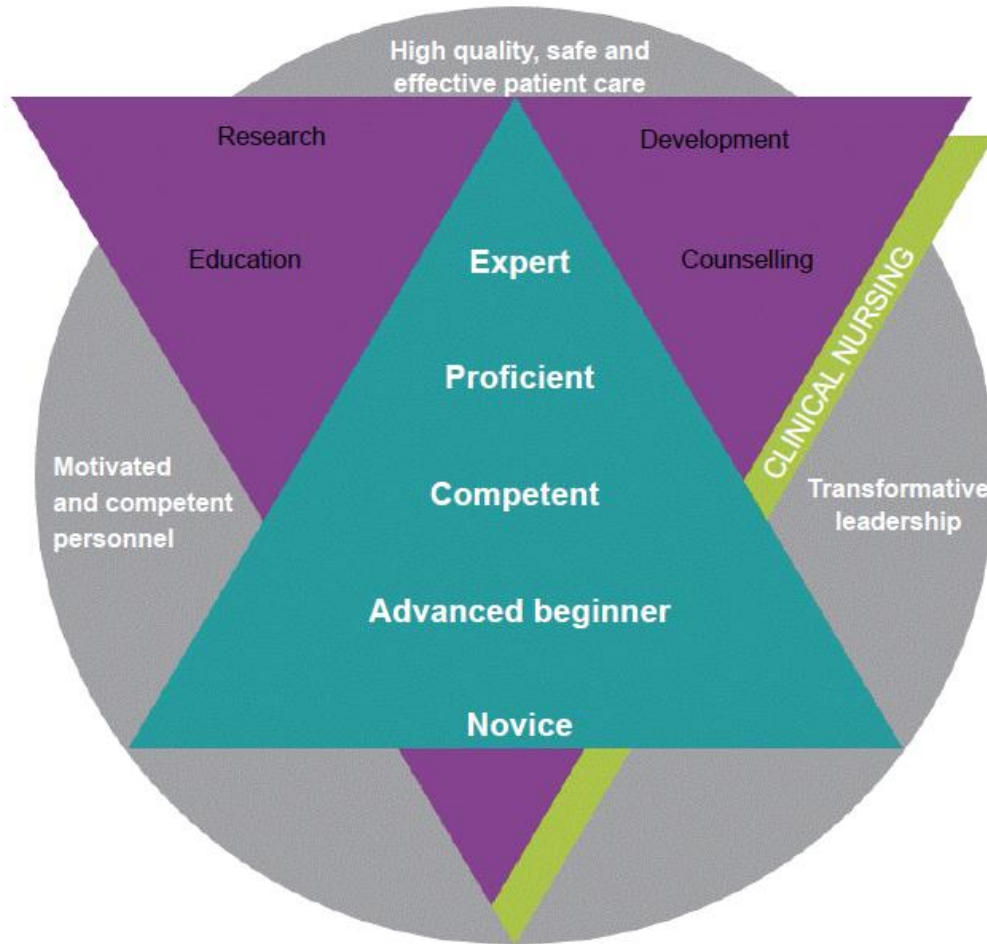 High quality, safe and
effective patient care
Research
Development
Education
Expert
Counselling
CLINICAL NURSING
Proficient
Motivated
and competent
personnel
Competent
Transformative
leadership
Advanced beginner
Novice